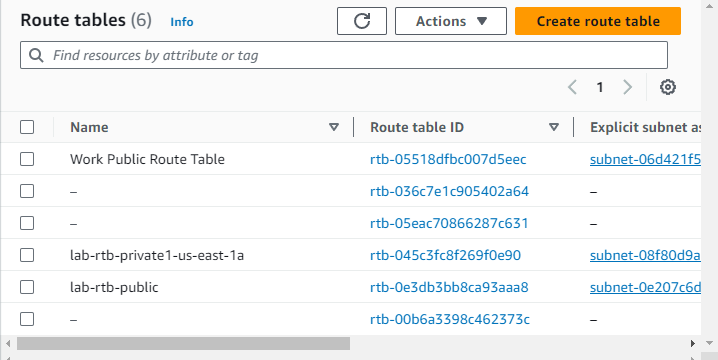 Route tables (6) Info Actions Create route table
Find resources by attribute or tag
1
Name Route table ID Explicit subnet as
Work Public Route Table rtb-05518dfbc007d5eec subnet-06d421f5
– rtb-036c7e1c905402a64 –
– rtb-05eac70866287c631 –
lab-rtb-private1-us-east-1a rtb-045c3fc8f269f0e90 subnet-08f80d9a
lab-rtb-public rtb-0e3db3bb8ca93aaa8 subnet-0e207c6d
– rtb-00b6a3398c462373c –